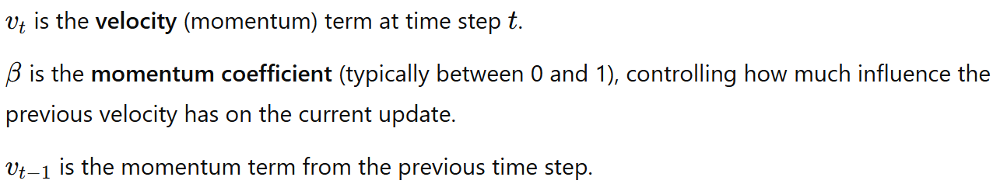 v_t is the velocity (momentum) term at time step t.
β is the momentum coefficient (typically between 0 and 1), controlling how much influence the
previous velocity has on the current update.
v_{t−1} is the momentum term from the previous time step.